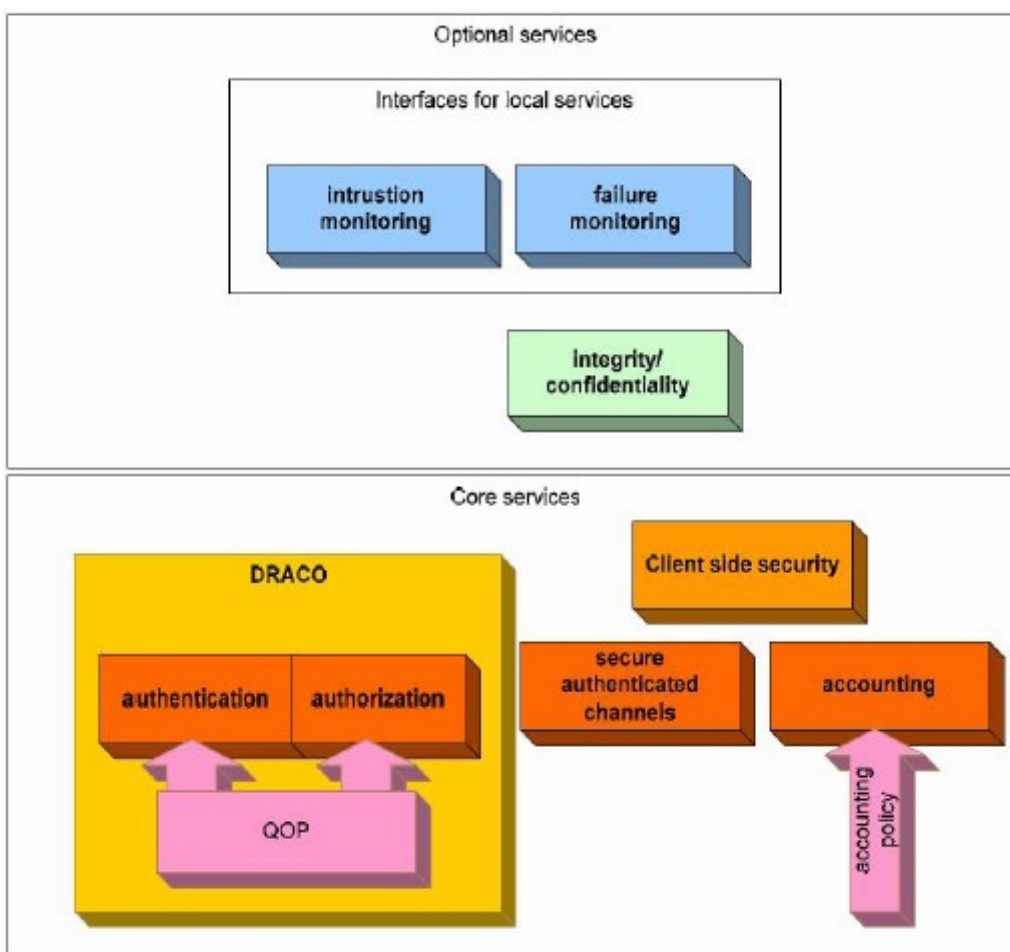 Optional services
Interfaces for local services
intrustion
monitoring
failure
monitoring
integrity/
confidentiality
Core services
Client side security
DRACO
secure
authenticated
channels
accounting
authentication
authorization
QOP
accounting
policy